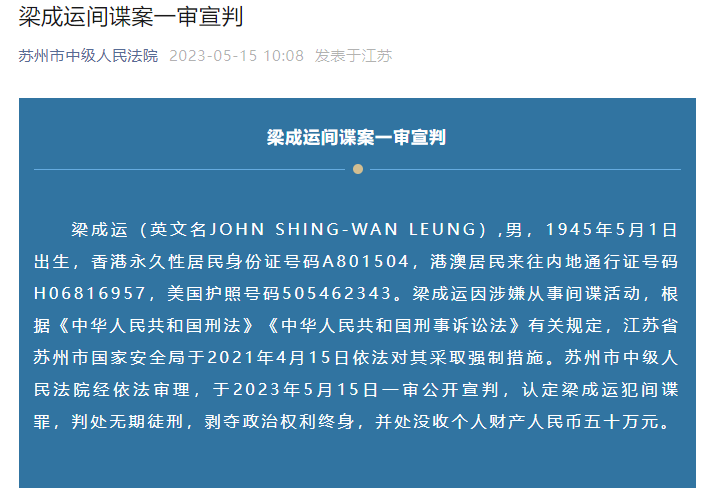 梁成运间谍案一审宣判
苏州市中级人民法院 2023-05-15 10:08 发表于江苏
梁成运间谍案一审宣判
梁成运（英文名JOHN SHING-WAN LEUNG）,男，1945年5月1日
出生，香港永久性居民身份证号码A801504，港澳居民来往内地通行证号码
H06816957，美国护照号码505462343。梁成运因涉嫌从事间谍活动，根
据《中华人民共和国刑法》《中华人民共和国刑事诉讼法》有关规定，江苏省
苏州市国家安全局于2021年4月15日依法对其采取强制措施。苏州市中级人
民法院经依法审理，于2023年5月15日一审公开宣判，认定梁成运犯间谍
罪，判处无期徒刑，剥夺政治权利终身，并处没收个人财产人民币五十万元。